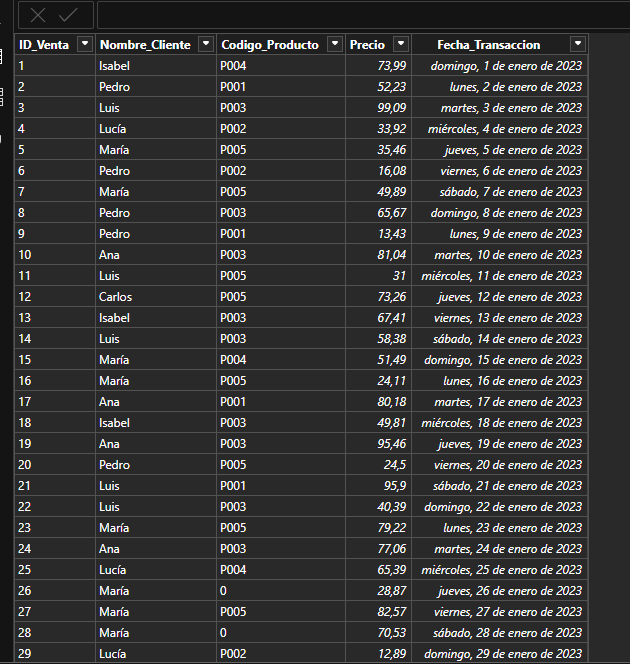 ID_Venta Nombre_Cliente Codigo_Producto Precio Fecha_Transaccion
1 Isabel P004 73,99 domingo, 1 de enero de 2023
2 Pedro P001 52,23 lunes, 2 de enero de 2023
3 Luis P003 99,09 martes, 3 de enero de 2023
4 Lucía P002 33,92 miércoles, 4 de enero de 2023
5 María P005 35,46 jueves, 5 de enero de 2023
6 Pedro P002 16,08 viernes, 6 de enero de 2023
7 María P005 49,89 sábado, 7 de enero de 2023
8 Pedro P003 65,67 domingo, 8 de enero de 2023
9 Pedro P001 13,43 lunes, 9 de enero de 2023
10 Ana P003 81,04 martes, 10 de enero de 2023
11 Luis P005 31 miércoles, 11 de enero de 2023
12 Carlos P005 73,26 jueves, 12 de enero de 2023
13 Isabel P003 67,41 viernes, 13 de enero de 2023
14 Luis P003 58,38 sábado, 14 de enero de 2023
15 María P004 51,49 domingo, 15 de enero de 2023
16 María P005 24,11 lunes, 16 de enero de 2023
17 Ana P001 80,18 martes, 17 de enero de 2023
18 Isabel P003 49,81 miércoles, 18 de enero de 2023
19 Ana P003 95,46 jueves, 19 de enero de 2023
20 Pedro P005 24,5 viernes, 20 de enero de 2023
21 Luis P001 95,9 sábado, 21 de enero de 2023
22 Luis P003 40,39 domingo, 22 de enero de 2023
23 María P005 79,22 lunes, 23 de enero de 2023
24 Ana P003 77,06 martes, 24 de enero de 2023
25 Lucía P004 65,39 miércoles, 25 de enero de 2023
26 María 0 28,87 jueves, 26 de enero de 2023
27 María P005 82,57 viernes, 27 de enero de 2023
28 María 0 70,53 sábado, 28 de enero de 2023
29 Lucía P002 12,89 domingo, 29 de enero de 2023